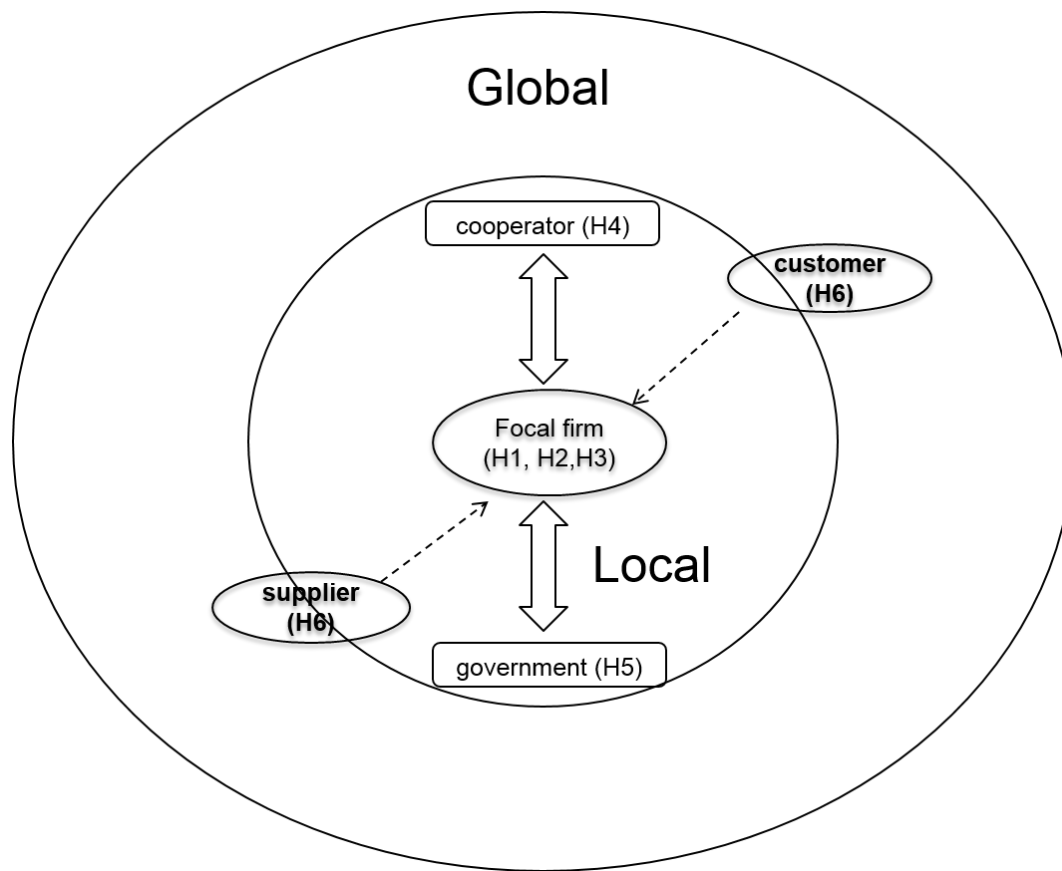 Global
cooperator (H4)
customer
(H6)
Focal firm
(H1, H2,H3)
Local
supplier
(H6)
government (H5)